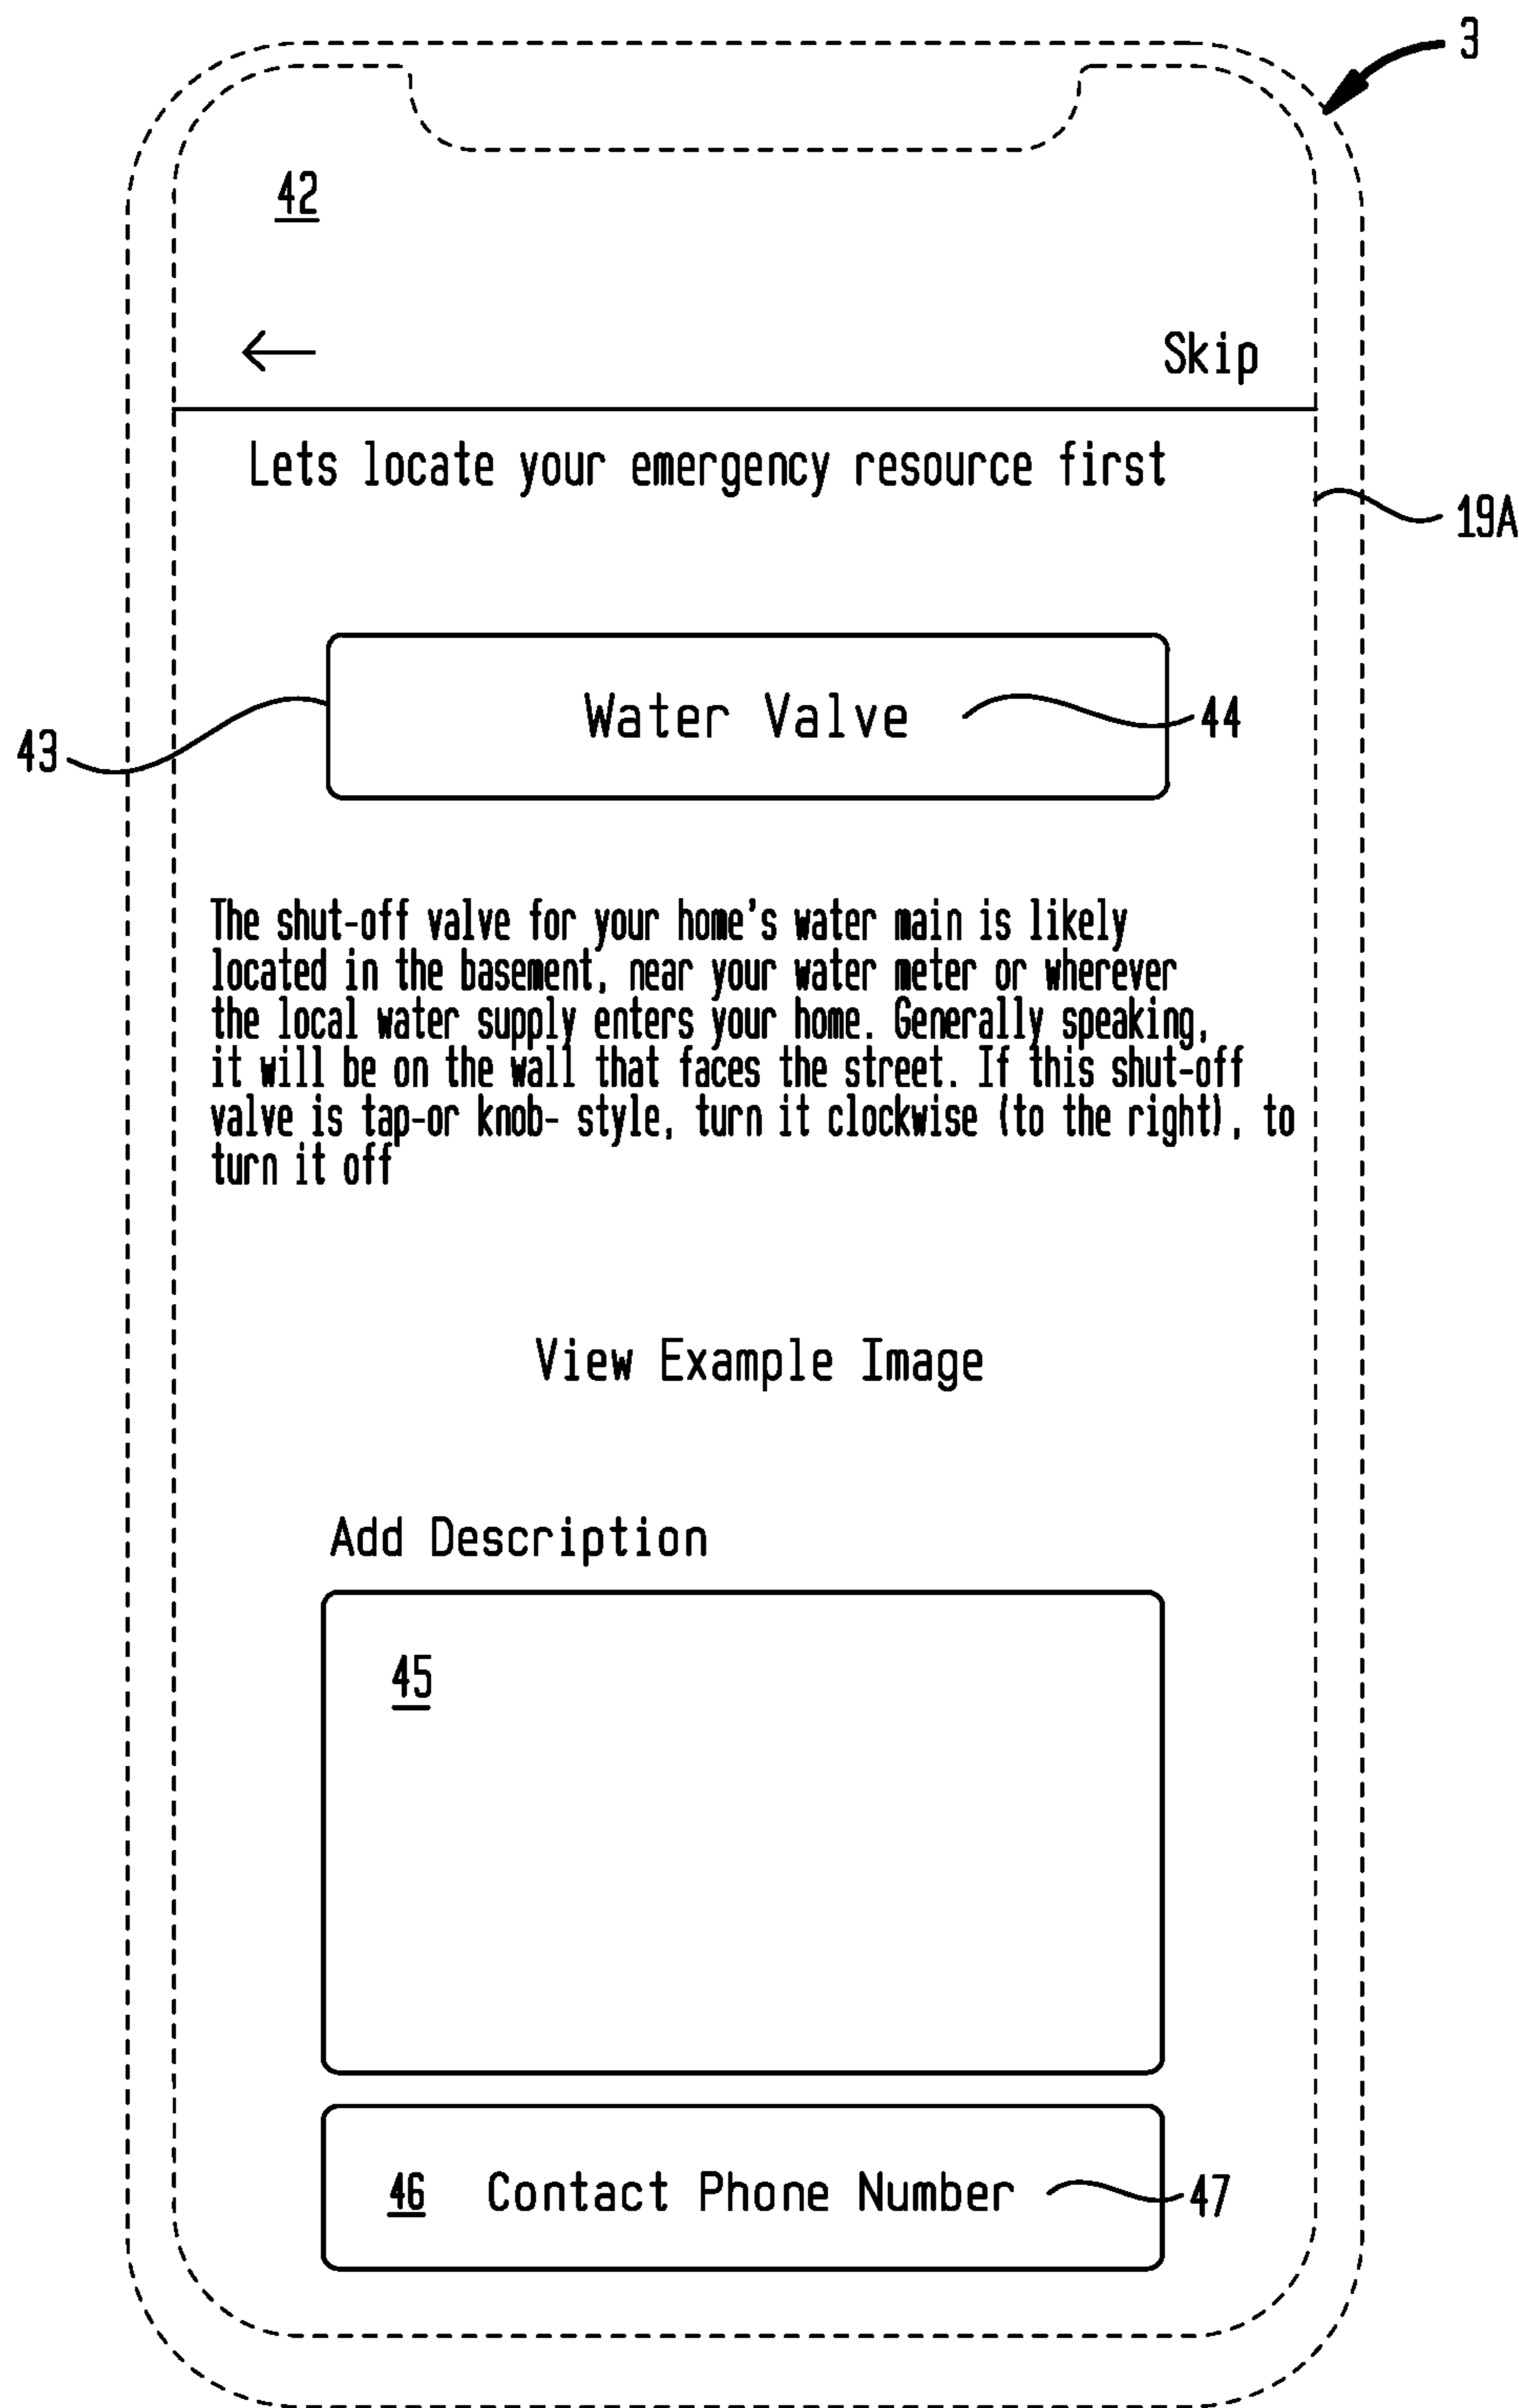 3
42
← Skip
Lets locate your emergency resource first
19A
Water Valve
44
43
The shut-off valve for your home's water main is likely
located in the basement, near your water meter or wherever
the local water supply enters your home. Generally speaking,
it will be on the wall that faces the street. If this shut-off
valve is tap-or knob- style, turn it clockwise (to the right), to
turn it off
View Example Image
Add Description
45
46 Contact Phone Number 47